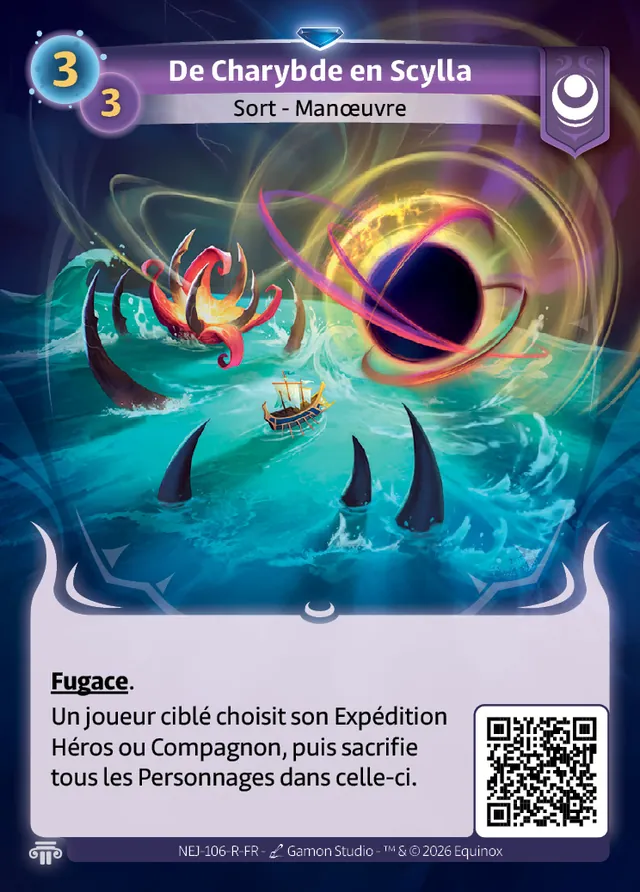 3
De Charybde en Scylla
3
Sort - Manœuvre
Fugace.
Un joueur ciblé choisit son Expédition
Héros ou Compagnon, puis sacrifie
tous les Personnages dans celle-ci.
NEJ-106-R-FR - Gamon Studio - ™ & © 2026 Equinox